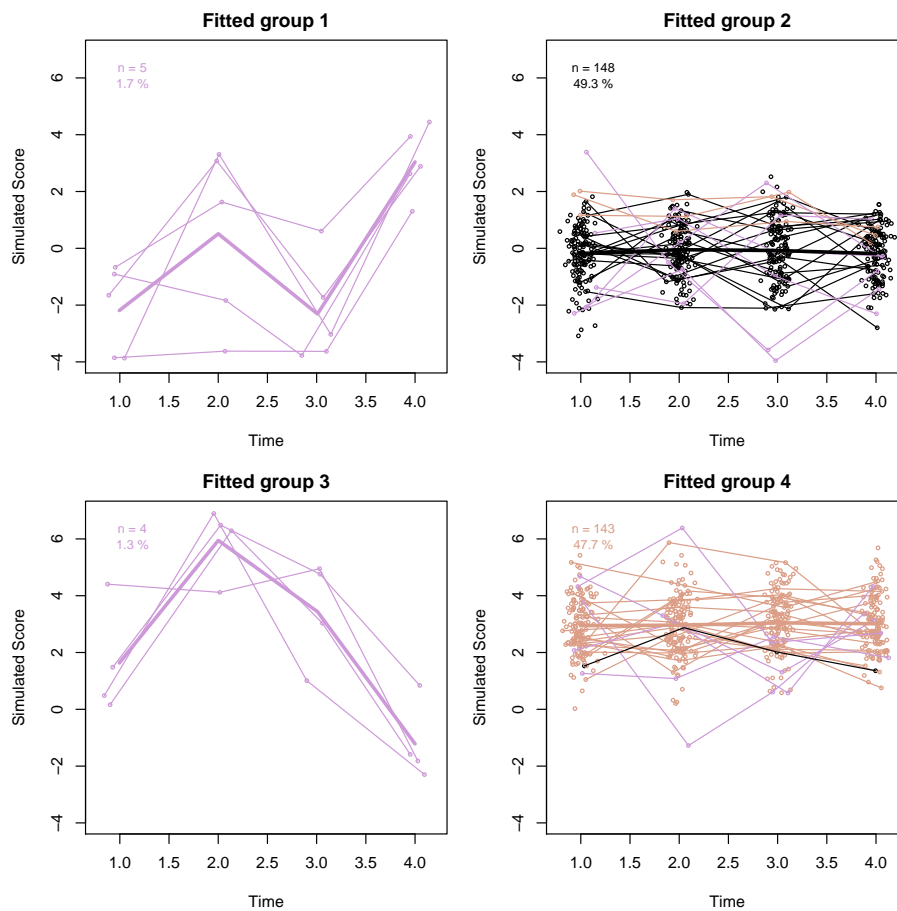 Fitted group 1
n = 5
1.7 %
Simulated Score
6
4
2
0
−2
−4
1.0 1.5 2.0 2.5 3.0 3.5 4.0
Time
Fitted group 2
n = 148
49.3 %
Simulated Score
6
4
2
0
−2
−4
1.0 1.5 2.0 2.5 3.0 3.5 4.0
Time
Fitted group 3
n = 4
1.3 %
Simulated Score
6
4
2
0
−2
−4
1.0 1.5 2.0 2.5 3.0 3.5 4.0
Time
Fitted group 4
n = 143
47.7 %
Simulated Score
6
4
2
0
−2
−4
1.0 1.5 2.0 2.5 3.0 3.5 4.0
Time